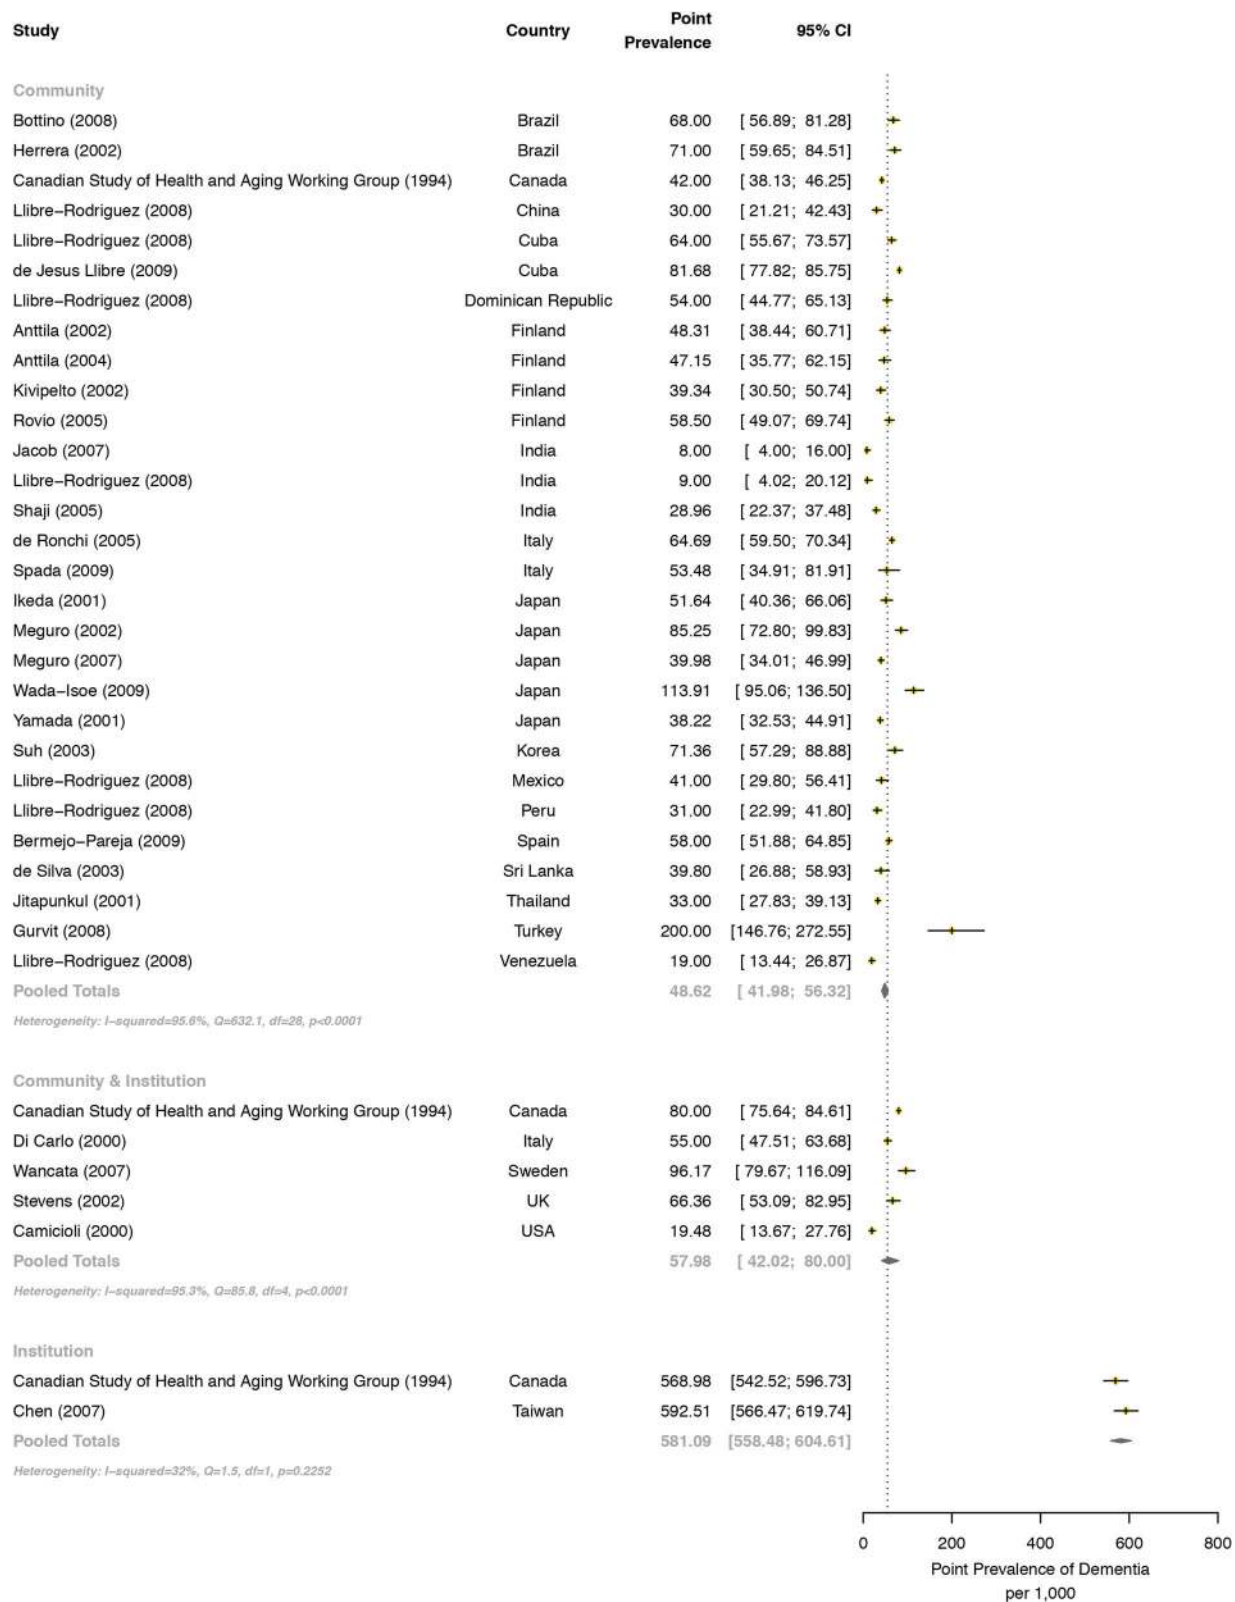 Study Country Point Prevalence 95% CI
Community
Bottino (2008) Brazil 68.00 [ 56.89; 81.28]
Herrera (2002) Brazil 71.00 [ 59.65; 84.51]
Canadian Study of Health and Aging Working Group (1994) Canada 42.00 [ 38.13; 46.25]
Llibre−Rodriguez (2008) China 30.00 [ 21.21; 42.43]
Llibre−Rodriguez (2008) Cuba 64.00 [ 55.67; 73.57]
de Jesus Llibre (2009) Cuba 81.68 [ 77.82; 85.75]
Llibre−Rodriguez (2008) Dominican Republic 54.00 [ 44.77; 65.13]
Anttila (2002) Finland 48.31 [ 38.44; 60.71]
Anttila (2004) Finland 47.15 [ 35.77; 62.15]
Kivipelto (2002) Finland 39.34 [ 30.50; 50.74]
Rovio (2005) Finland 58.50 [ 49.07; 69.74]
Jacob (2007) India 8.00 [ 4.00; 16.00]
Llibre−Rodriguez (2008) India 9.00 [ 4.02; 20.12]
Shaji (2005) India 28.96 [ 22.37; 37.48]
de Ronchi (2005) Italy 64.69 [ 59.50; 70.34]
Spada (2009) Italy 53.48 [ 34.91; 81.91]
Ikeda (2001) Japan 51.64 [ 40.36; 66.06]
Meguro (2002) Japan 85.25 [ 72.80; 99.83]
Meguro (2007) Japan 39.98 [ 34.01; 46.99]
Wada−Isoe (2009) Japan 113.91 [ 95.06; 136.50]
Yamada (2001) Japan 38.22 [ 32.53; 44.91]
Suh (2003) Korea 71.36 [ 57.29; 88.88]
Llibre−Rodriguez (2008) Mexico 41.00 [ 29.80; 56.41]
Llibre−Rodriguez (2008) Peru 31.00 [ 22.99; 41.80]
Bermejo−Pareja (2009) Spain 58.00 [ 51.88; 64.85]
de Silva (2003) Sri Lanka 39.80 [ 26.88; 58.93]
Jitapunkul (2001) Thailand 33.00 [ 27.83; 39.13]
Gurvit (2008) Turkey 200.00 [146.76; 272.55]
Llibre−Rodriguez (2008) Venezuela 19.00 [ 13.44; 26.87]
Pooled Totals 48.62 [ 41.98; 56.32]
Heterogeneity: I−squared=95.6%, Q=632.1, df=28, p<0.0001
Community & Institution
Canadian Study of Health and Aging Working Group (1994) Canada 80.00 [ 75.64; 84.61]
Di Carlo (2000) Italy 55.00 [ 47.51; 63.68]
Wancata (2007) Sweden 96.17 [ 79.67; 116.09]
Stevens (2002) UK 66.36 [ 53.09; 82.95]
Camicioli (2000) USA 19.48 [ 13.67; 27.76]
Pooled Totals 57.98 [ 42.02; 80.00]
Heterogeneity: I−squared=95.3%, Q=85.8, df=4, p<0.0001
Institution
Canadian Study of Health and Aging Working Group (1994) Canada 568.98 [542.52; 596.73]
Chen (2007) Taiwan 592.51 [566.47; 619.74]
Pooled Totals 581.09 [558.48; 604.61]
Heterogeneity: I−squared=32%, Q=1.5, df=1, p=0.2252
0 200 400 600 800
Point Prevalence of Dementia
per 1,000